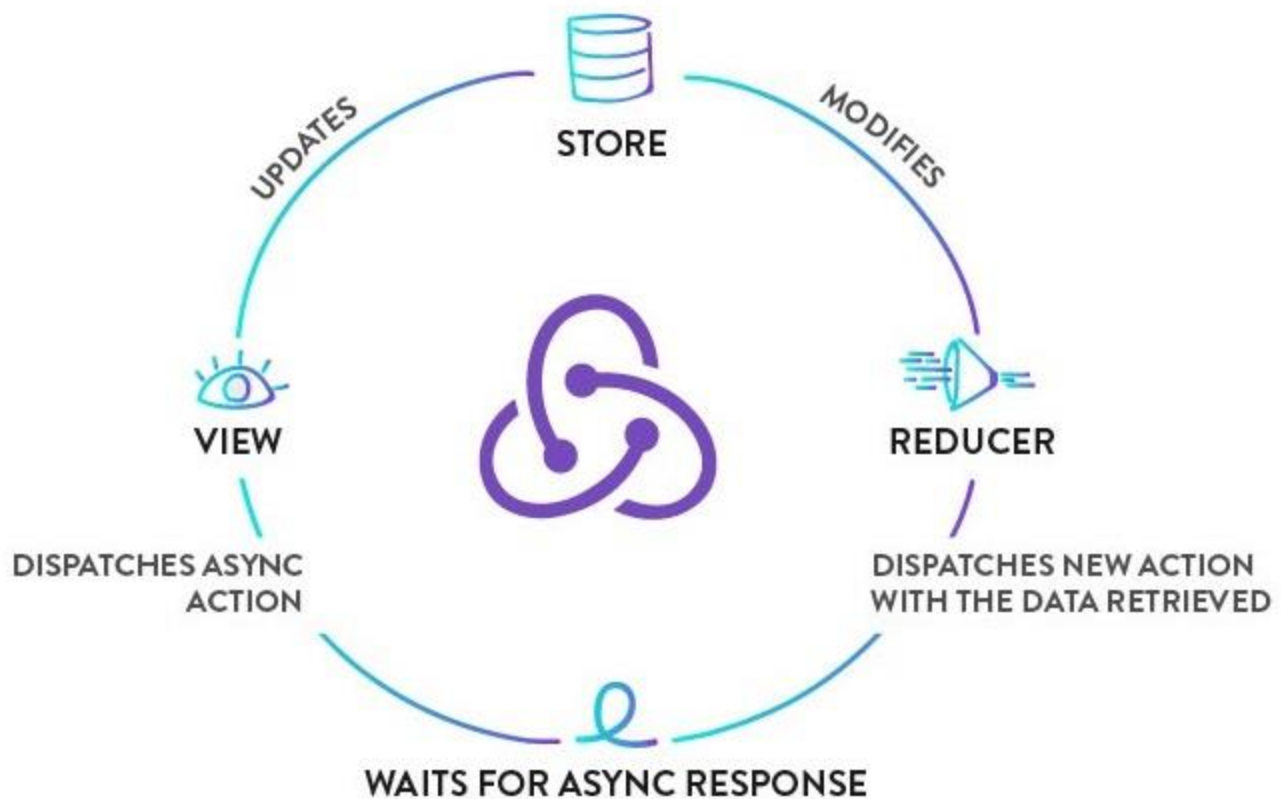 STORE
UPDATES
MODIFIES
VIEW
REDUCER
DISPATCHES ASYNC
ACTION
DISPATCHES NEW ACTION
WITH THE DATA RETRIEVED
WAITS FOR ASYNC RESPONSE